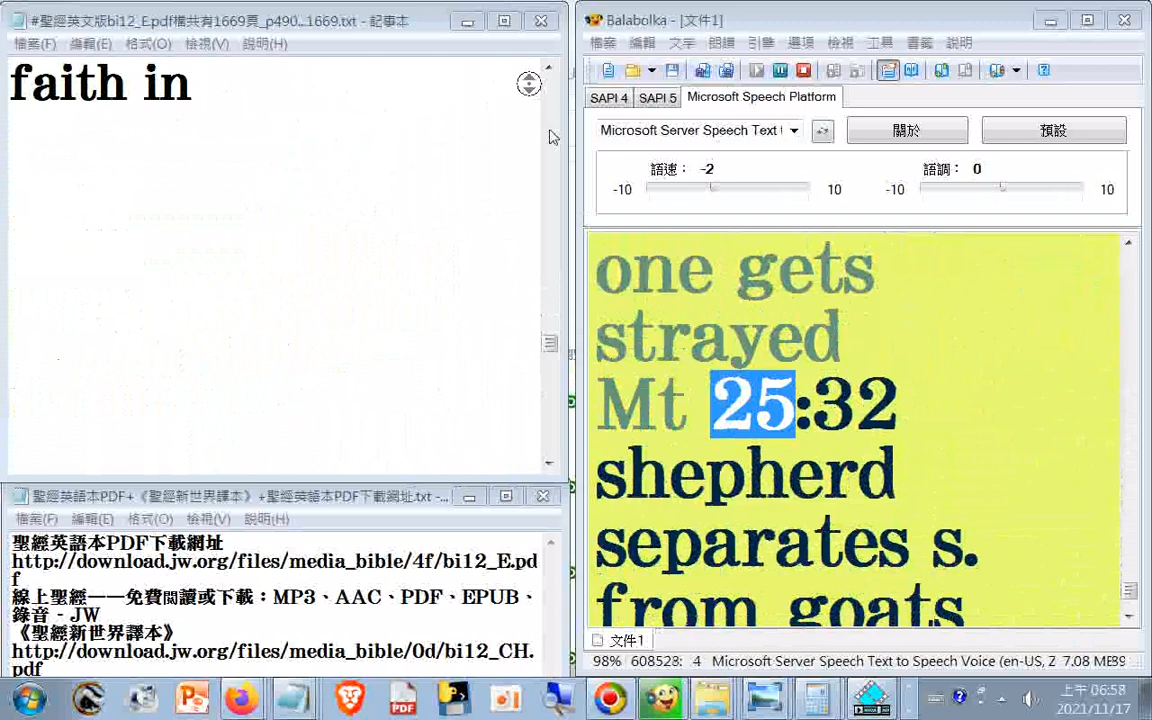 #聖經英文版bi12_E.pdf檔共有1669頁_p490...1669.txt - 記事本
檔案(F) 編輯(E) 格式(O) 檢視(V) 說明(H)
faith in
聖經英語本PDF+《聖經新世界譯本》+聖經英語本PDF下載網址.txt -...
檔案(F) 編輯(E) 格式(O) 檢視(V) 說明(H)
聖經英語本PDF下載網址
http://download.jw.org/files/media_bible/4f/bi12_E.pd
f
線上聖經——免費閱讀或下載：MP3、AAC、PDF、EPUB、
錄音 - JW
《聖經新世界譯本》
http://download.jw.org/files/media_bible/0d/bi12_CH.
pdf
Balabolka - [文件1]
檔案 編輯 文字 朗讀 引擎 選項 檢視 工具 書籤 說明
SAPI 4 SAPI 5 Microsoft Speech Platform
Microsoft Server Speech Text 關於 預設
語速： -2 語調： 0
-10 10 -10 10
one gets
strayed
Mt 25:32
shepherd
separates s.
from goats
文件1
98% 608523: 4 Microsoft Server Speech Text to Speech Voice (en-US, Z 7.08 MB
上午 06:58
2021/11/17